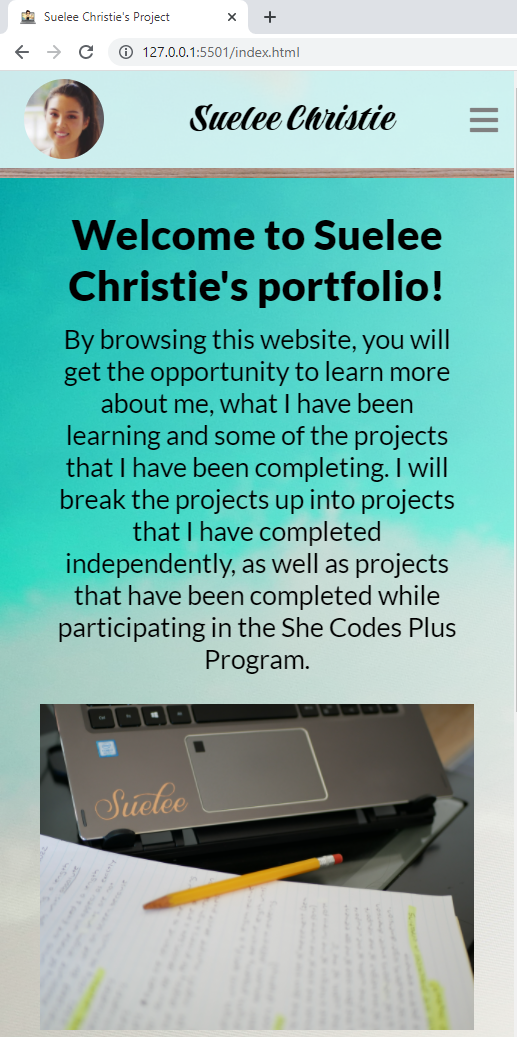 Suelee Christie's Project
127.0.0.1:5501/index.html
Suelee Christie
Welcome to Suelee
Christie's portfolio!
By browsing this website, you will
get the opportunity to learn more
about me, what I have been
learning and some of the projects
that I have been completing. I will
break the projects up into projects
that I have completed
independently, as well as projects
that have been completed while
participating in the She Codes Plus
Program.
Suelee